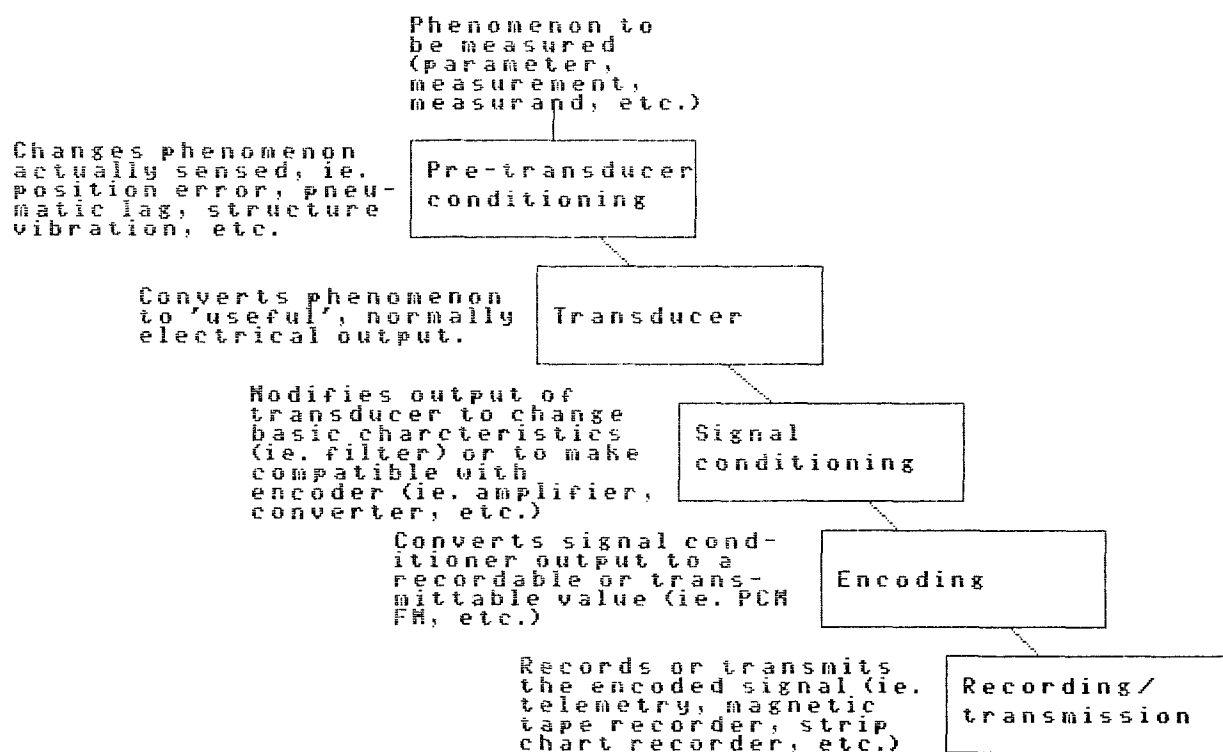 Phenomenon to
be measured
(parameter,
measurement,
measurand, etc.)
Changes phenomenon
actually sensed, ie.
position error, pneu-
matic lag, structure
vibration, etc.
Pre-transducer
conditioning
Converts phenomenon
to 'useful', normally
electrical output.
Transducer
Modifies output of
transducer to change
basic charcteristics
(ie. filter) or to make
compatible with
encoder (ie. amplifier,
converter, etc.)
Signal
conditioning
Converts signal cond-
itioner output to a
recordable or trans-
mittable value (ie. PCM
FM, etc.)
Encoding
Records or transmits
the encoded signal (ie.
telemetry, magnetic
tape recorder, strip
chart recorder, etc.)
Recording/
transmission